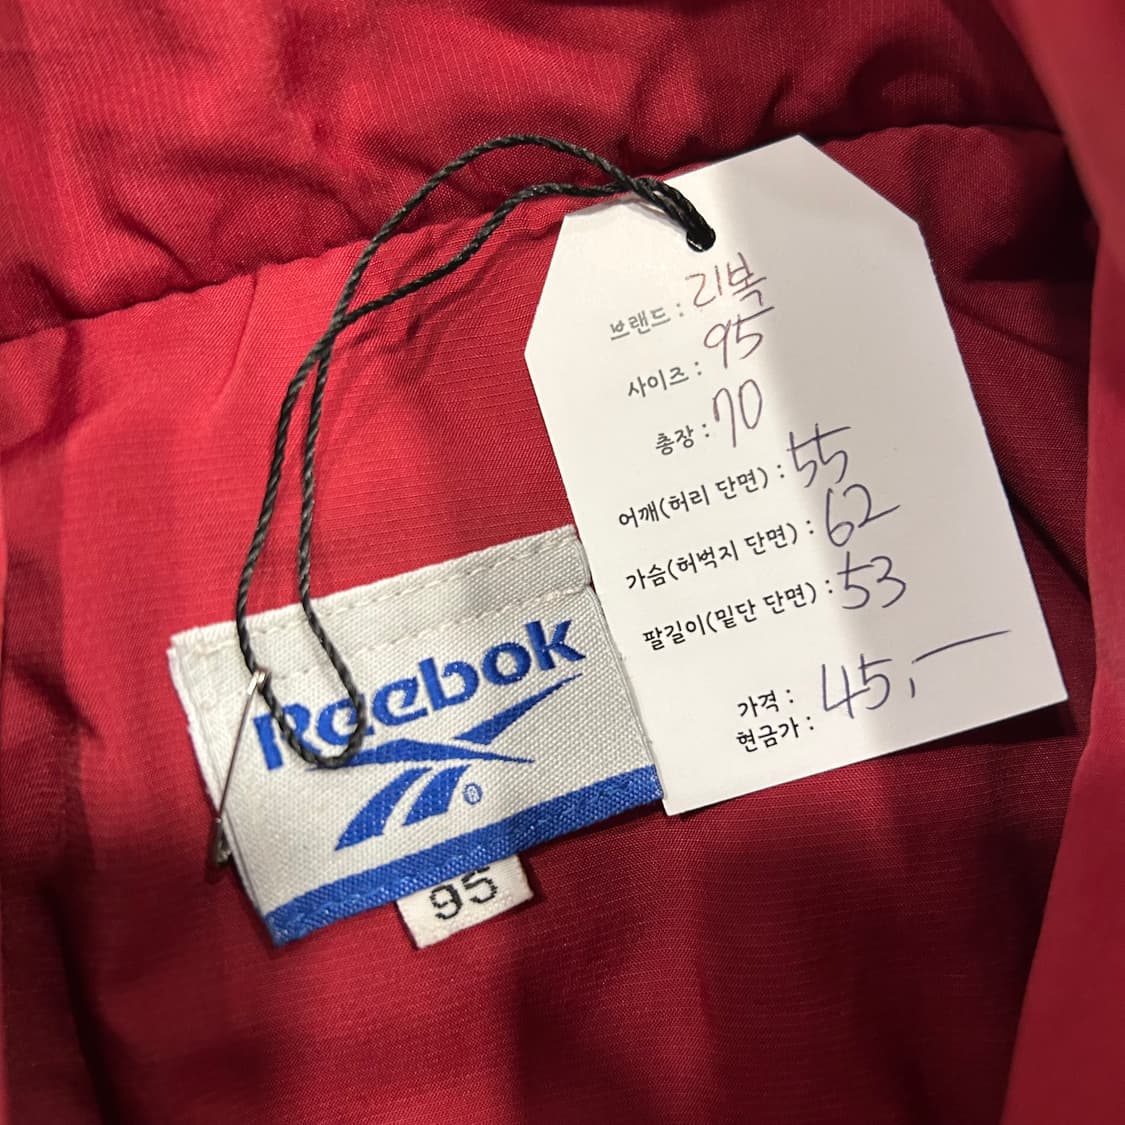 브랜드 : 리복
사이즈 : 95
총장 : 70
어깨(허리 단면) : 55
가슴(허벅지 단면) : 62
팔길이(밑단 단면) : 53
가격 : 45,-
현금가 :
Reebok
®
95